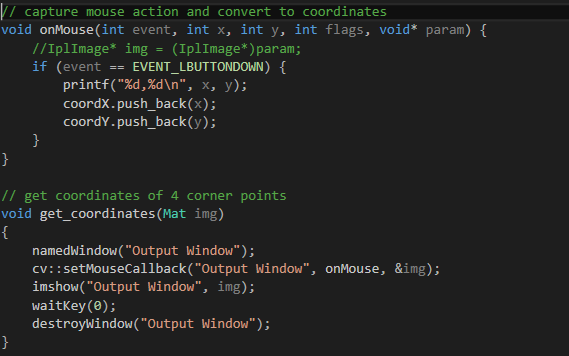 // capture mouse action and convert to coordinates
void onMouse(int event, int x, int y, int flags, void* param) {
    //IplImage* img = (IplImage*)param;
    if (event == EVENT_LBUTTONDOWN) {
        printf("%d,%d\n", x, y);
        coordX.push_back(x);
        coordY.push_back(y);
    }
}

// get coordinates of 4 corner points
void get_coordinates(Mat img)
{
    namedWindow("Output Window");
    cv::setMouseCallback("Output Window", onMouse, &img);
    imshow("Output Window", img);
    waitKey(0);
    destroyWindow("Output Window");
}